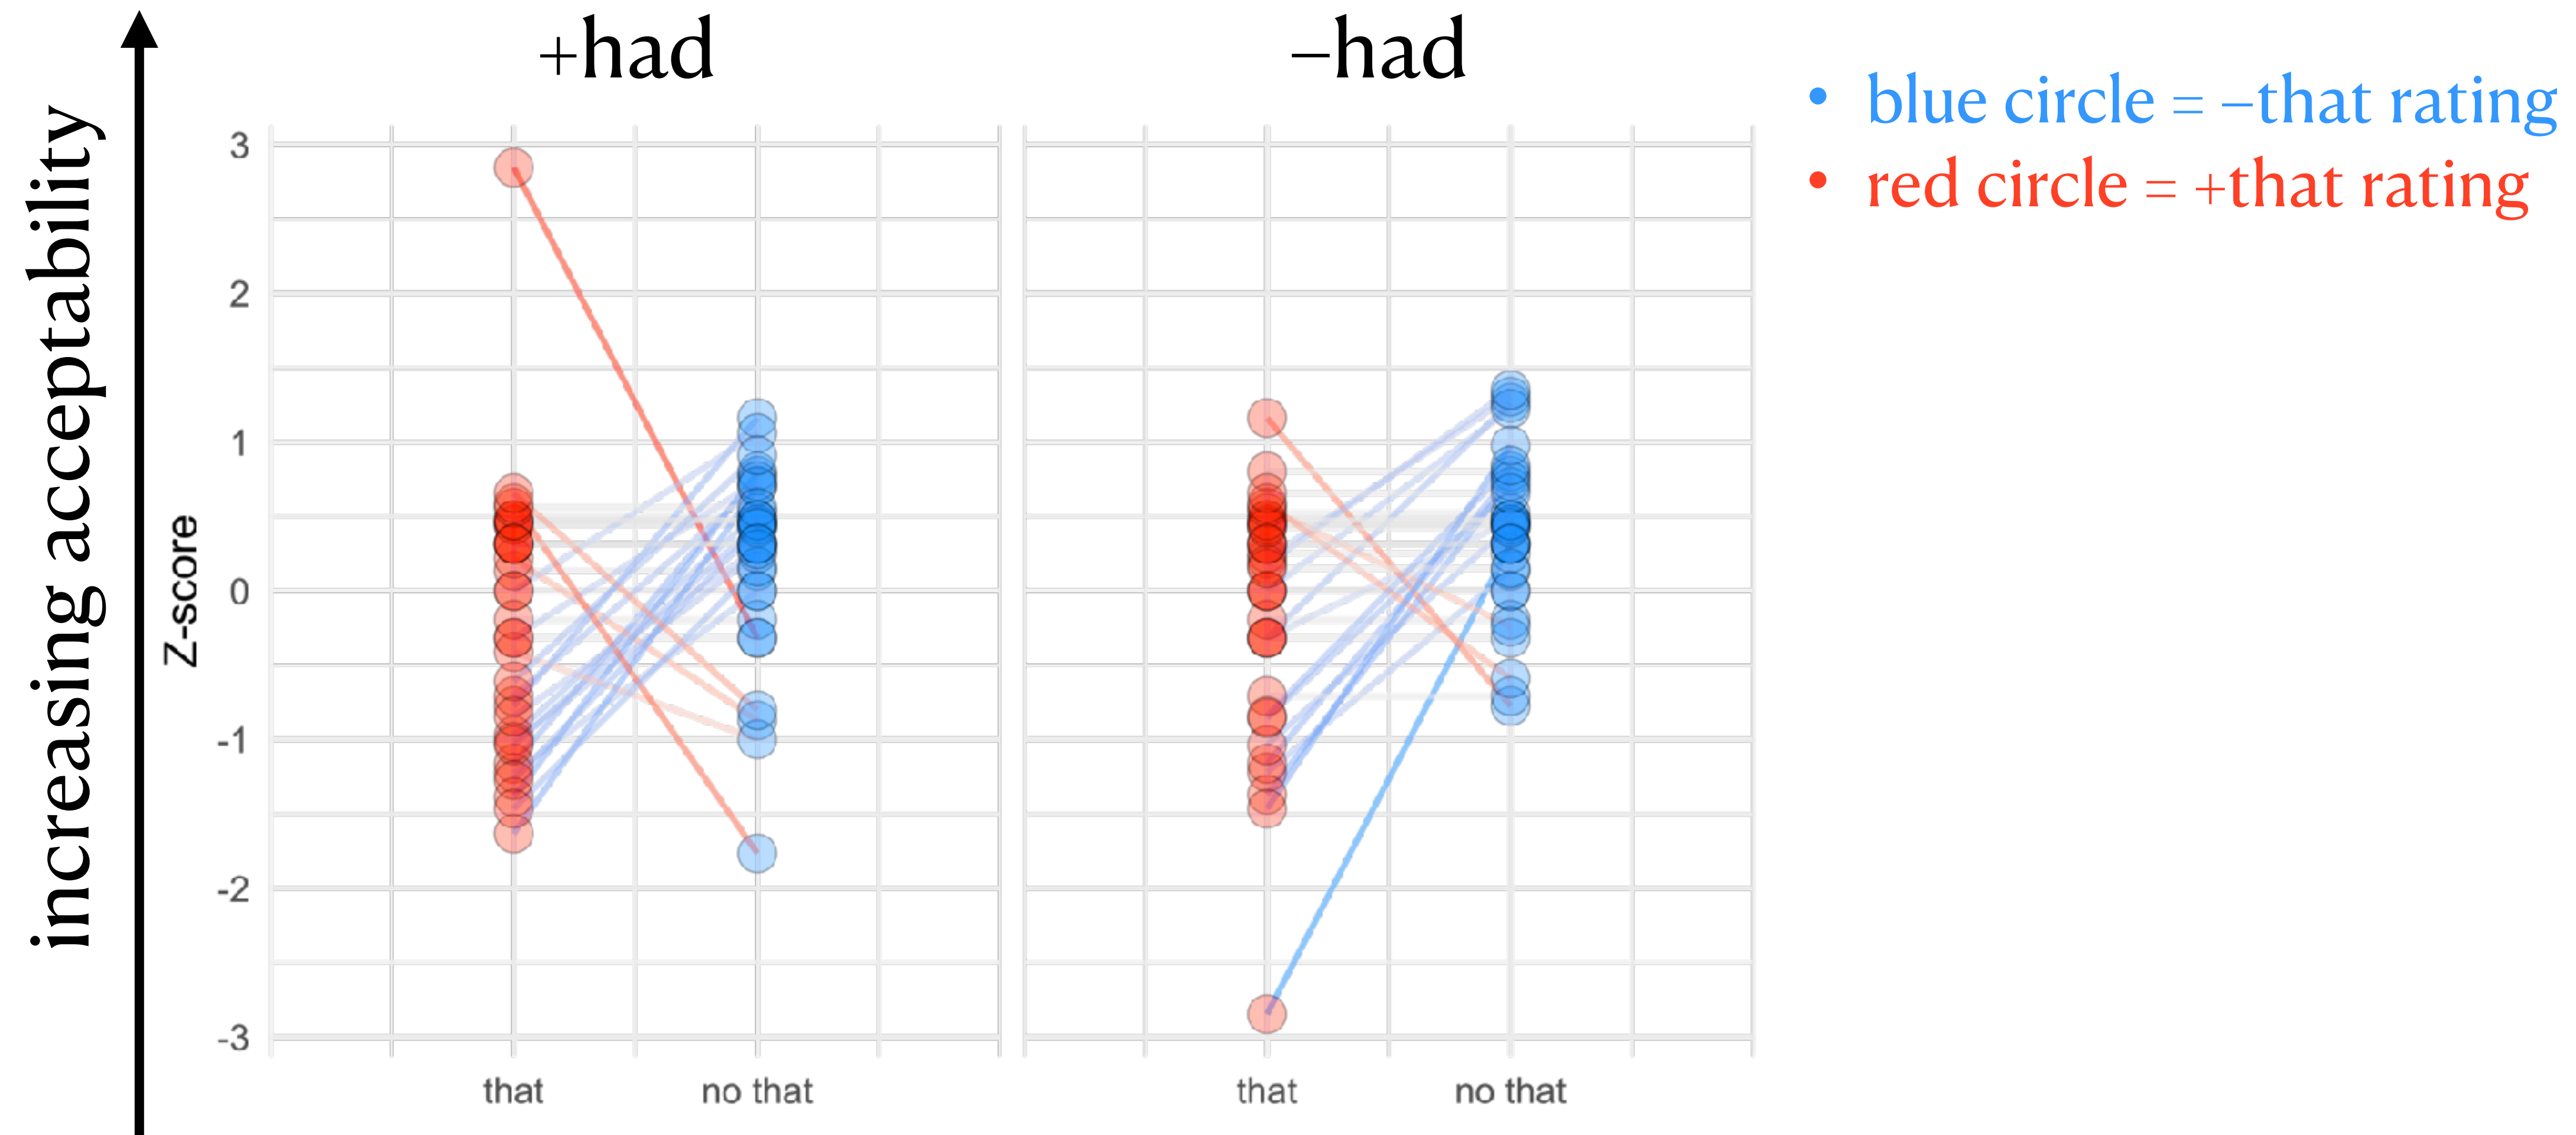 +had
–had
• blue circle = –that rating
• red circle = +that rating
increasing acceptability
Z-score
3
2
1
0
-1
-2
-3
that
no that
that
no that